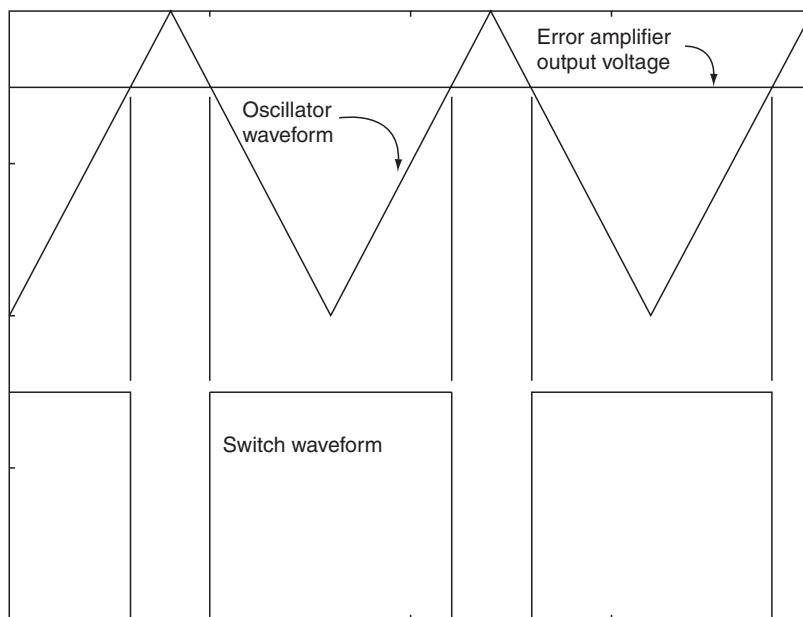 Error amplifier
output voltage
Oscillator
waveform
Switch waveform